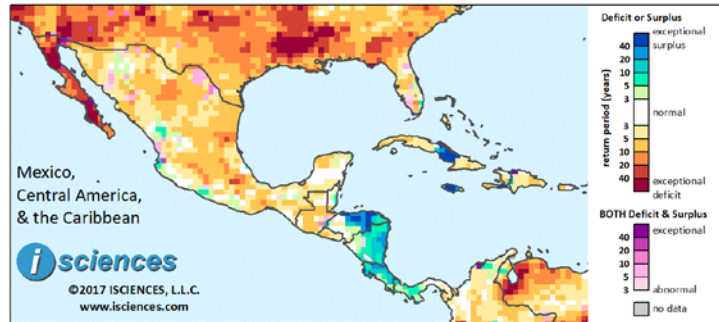 Mexico,
Central America,
& the Caribbean
isciences
©2017 ISCIENCES, L.L.C.
www.isciences.com
Deficit or Surplus
exceptional
surplus
40
20
10
5
3
normal
3
5
10
20
40
exceptional
deficit
return period (years)
BOTH Deficit & Surplus
exceptional
40
20
10
5
3
abnormal
no data